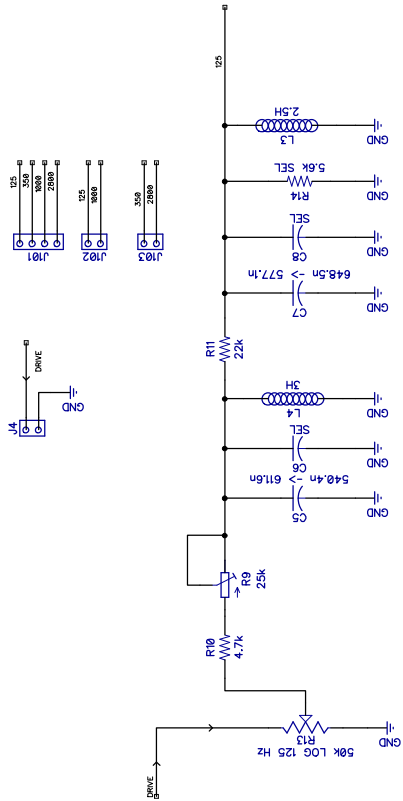 125
2.5H
L3
GND
5.6k SEL
R14
GND
SEL
C8
GND
648.5n -> 577.1n
C7
GND
R11
22k
3H
L4
GND
SEL
C6
GND
540.4n -> 611.6n
C5
GND
R9
25k
R10
4.7k
R13
50k LOG 125 Hz
GND
DRIVE
125
350
1000
2800
J101
125
1000
J102
350
2800
J103
DRIVE
J4
GND